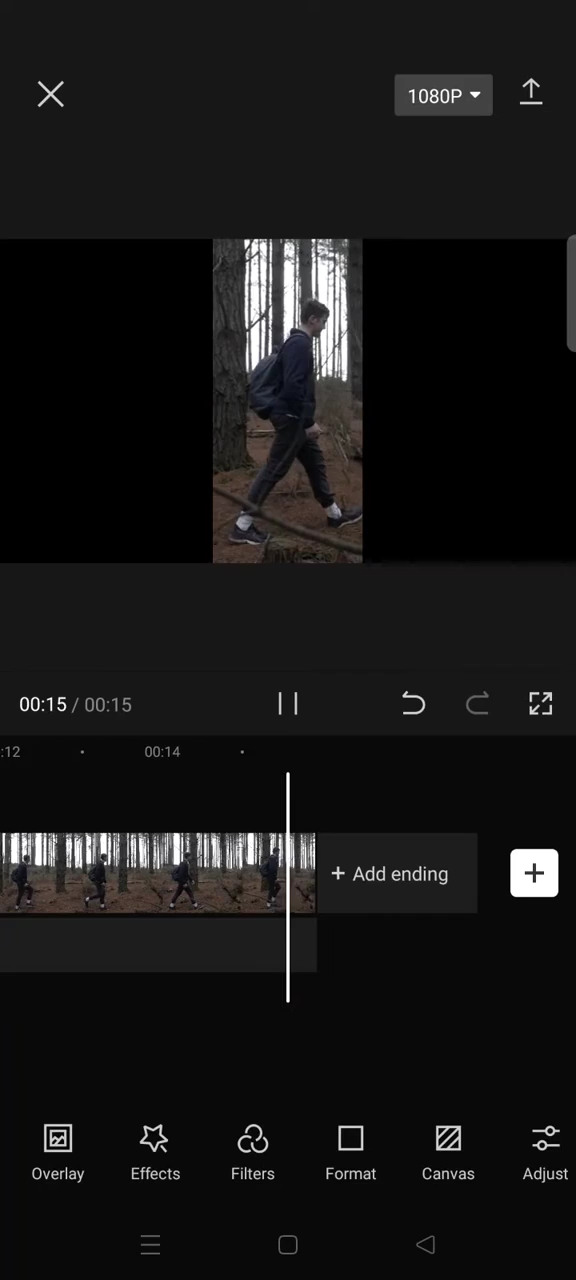 1080P
00:15 / 00:15
:12
00:14
+ Add ending
Overlay
Effects
Filters
Format
Canvas
Adjust